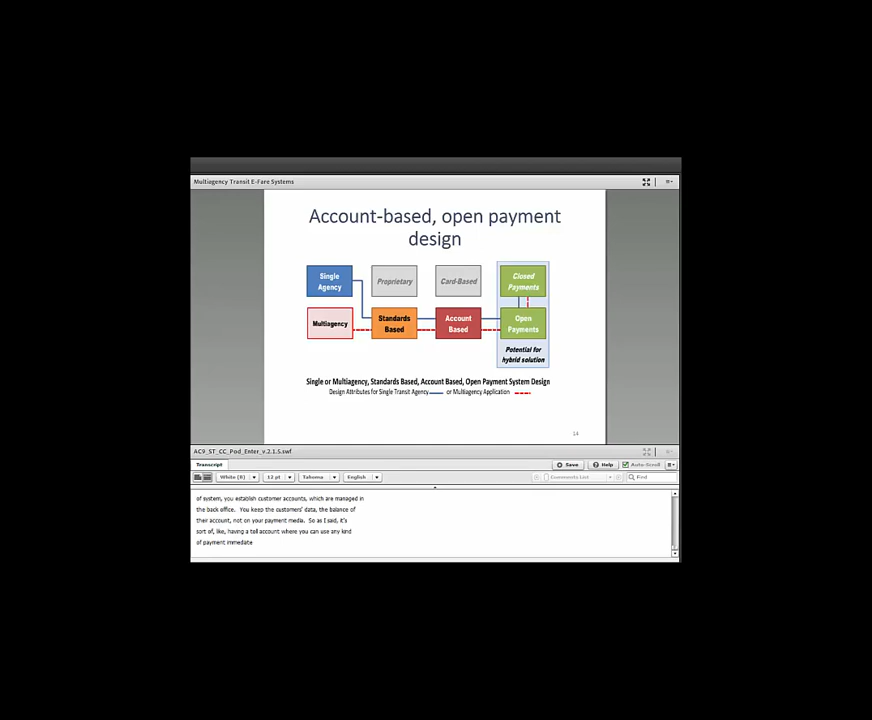 Multiagency Transit E-Fare Systems
Account-based, open payment
design
Single
Agency
Proprietary
Card-Based
Closed
Payments
Multiagency
Standards
Based
Account
Based
Open
Payments
Potential for
hybrid solution
Single or Multiagency, Standards Based, Account Based, Open Payment System Design
Design Attributes for Single Transit Agency or Multiagency Application
14
AC9_ST_CC_Pod_Enter_v.2.1.5.swf
Transcript
Save
Help
Auto-Scroll
White (8)
12 pt
Tahoma
English
Comments List
Find
of system, you establish customer accounts, which are managed in
the back office. You keep the customers' data, the balance of
their account, not on your payment media. So as I said, it's
sort of, like, having a toll account where you can use any kind
of payment immediate